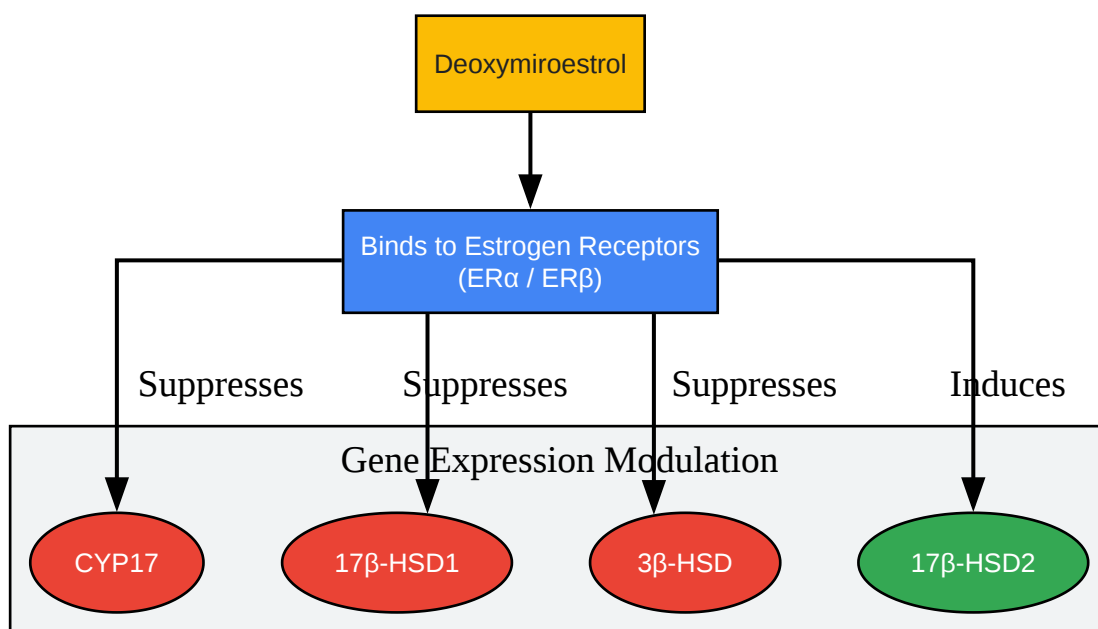 Deoxymiroestrol
Binds to Estrogen Receptors
(ERα / ERβ)
Suppresses
Suppresses
Suppresses
Induces
Gene Expression Modulation
CYP17
17β-HSD1
3β-HSD
17β-HSD2